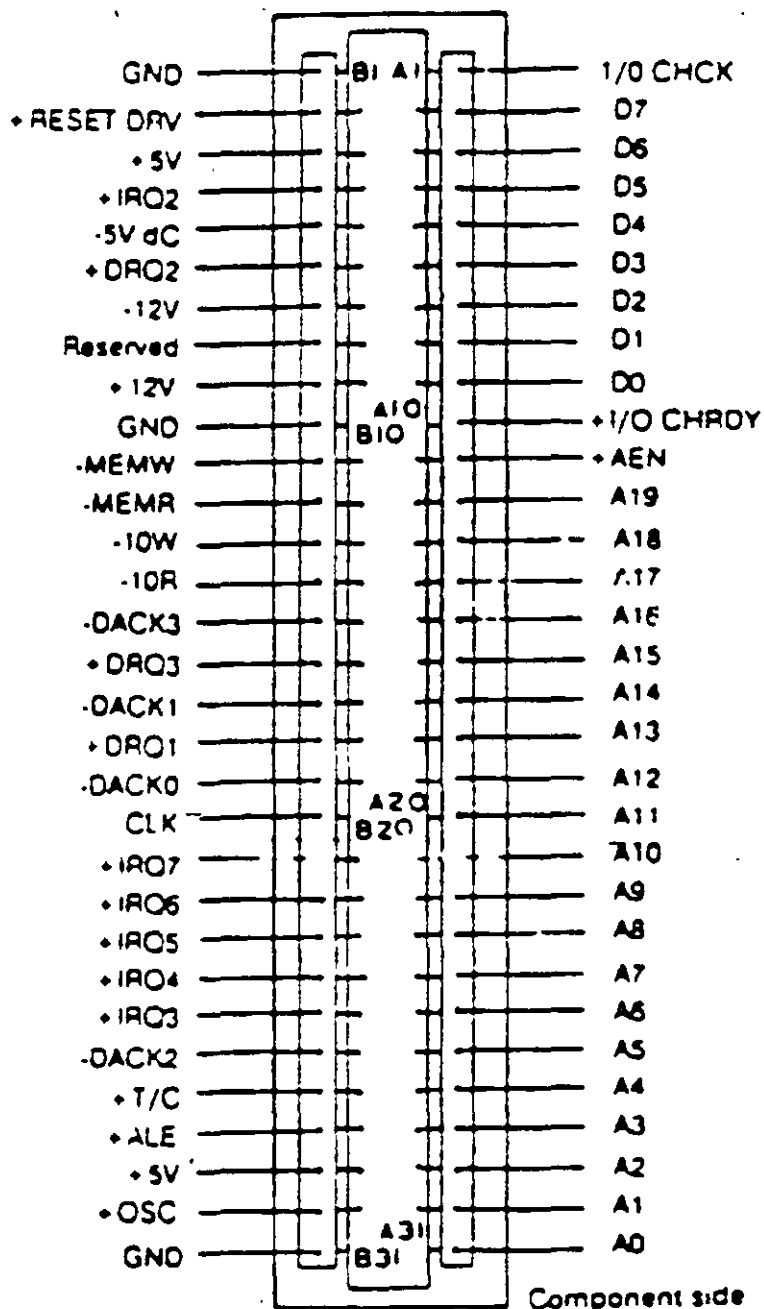 GND B1 A1 I/O CHCK
+RESET DRV D7
+5V D6
+IRQ2 D5
-5V dC D4
+DRQ2 D3
-12V D2
Reserved D1
+12V D0
A10
GND B10 +I/O CHRDY
-MEMW +AEN
-MEMR A19
-10W A18
-10R A17
-DACK3 A16
+DRQ3 A15
-DACK1 A14
+DRQ1 A13
-DACK0 A12
A20
CLK B20 A11
+IRQ7 A10
+IRQ6 A9
+IRQ5 A8
+IRQ4 A7
+IRQ3 A6
-DACK2 A5
+T/C A4
+ALE A3
+5V A2
+OSC A1
A31
GND B31 A0
Component side